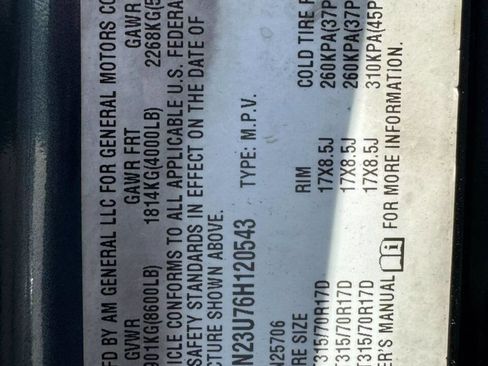 FD BY AM GENERAL LLC FOR GENERAL MOTORS CO
GVWR GAWR FRT GAWR
901KG(8600LB) 1814KG(4000LB) 2268KG(5
ICLE CONFORMS TO ALL APPLICABLE U.S. FEDERA
SAFETY STANDARDS IN EFFECT ON THE DATE OF
CTURE SHOWN ABOVE.
N23U76H120543 TYPE: M.P.V.
N25706
RE SIZE RIM COLD TIRE P
T315/70R17D 17X8.5J 260KPA(37P
T315/70R17D 17X8.5J 260KPA(37P
T315/70R17D 17X8.5J 310KPA(45P
ER'S MANUAL FOR MORE INFORMATION.